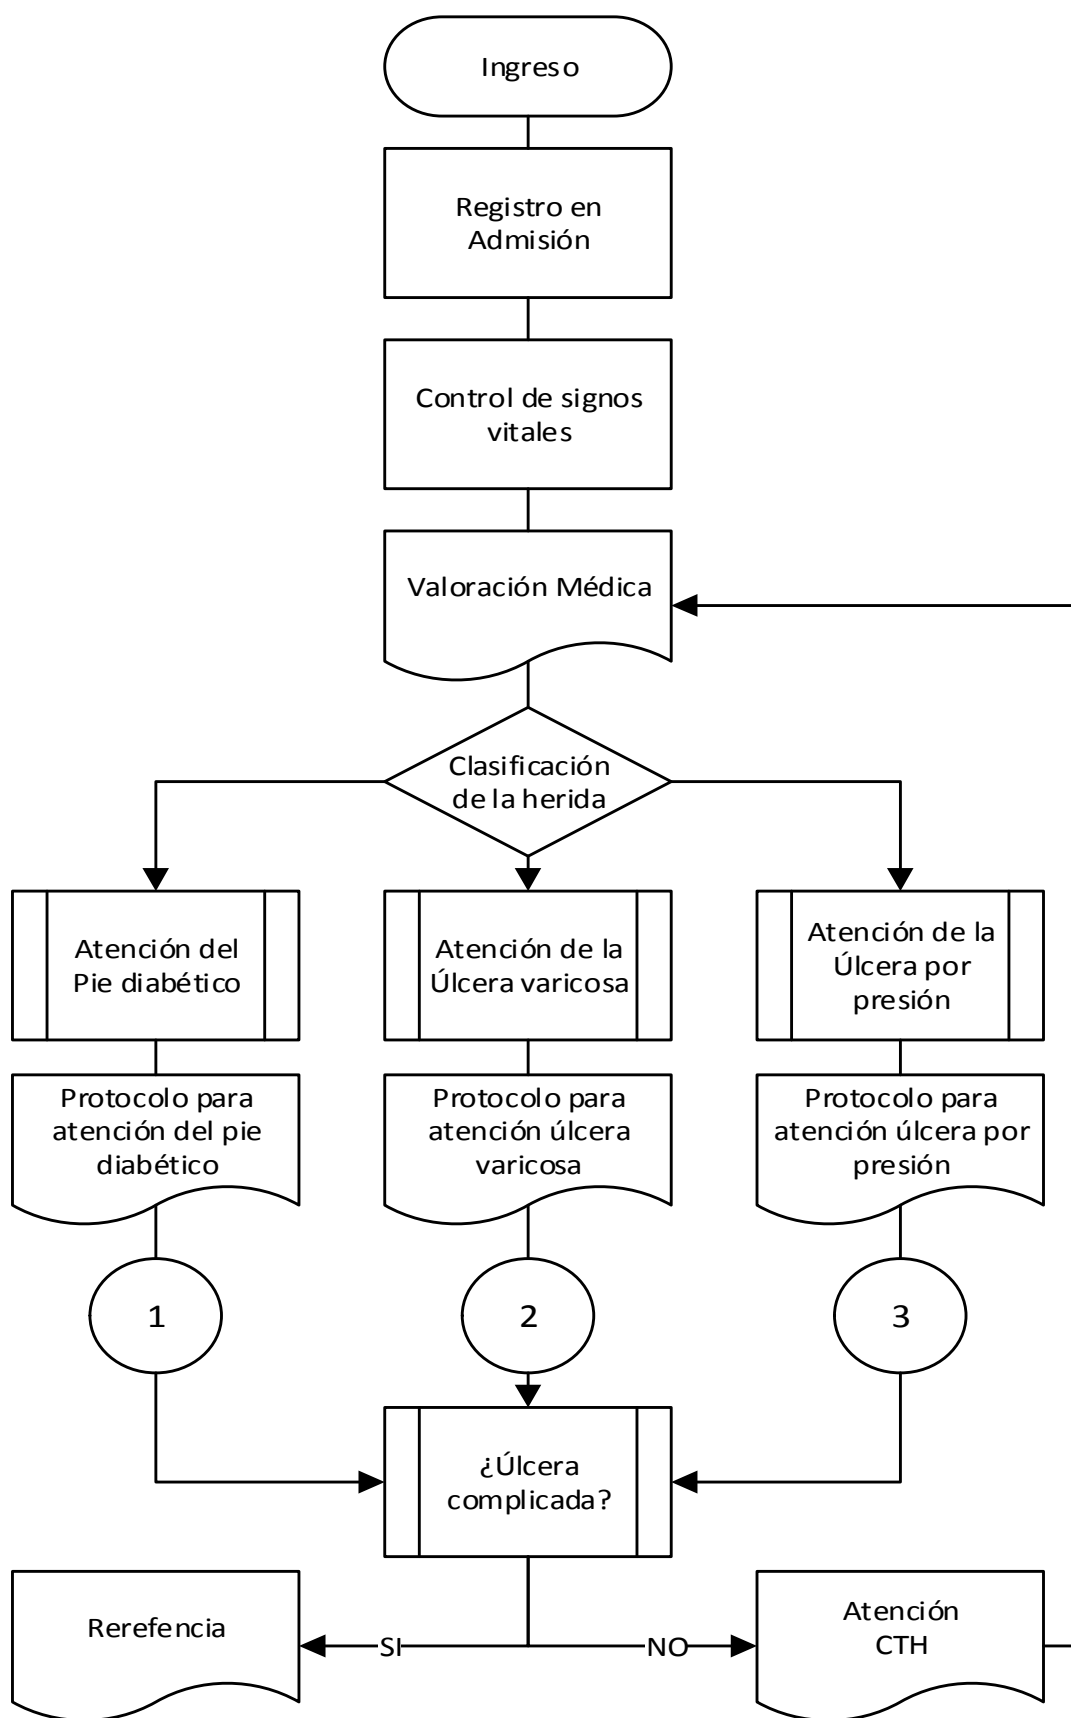 Ingreso
Registro en
Admisión
Control de signos
vitales
Valoración Médica
Clasificación
de la herida
Atención del
Pie diabético
Atención de la
Úlcera varicosa
Atención de la
Úlcera por
presión
Protocolo para
atención del pie
diabético
Protocolo para
atención úlcera
varicosa
Protocolo para
atención úlcera por
presión
1
2
3
¿Úlcera
complicada?
Rerefencia
SI
NO
Atención
CTH